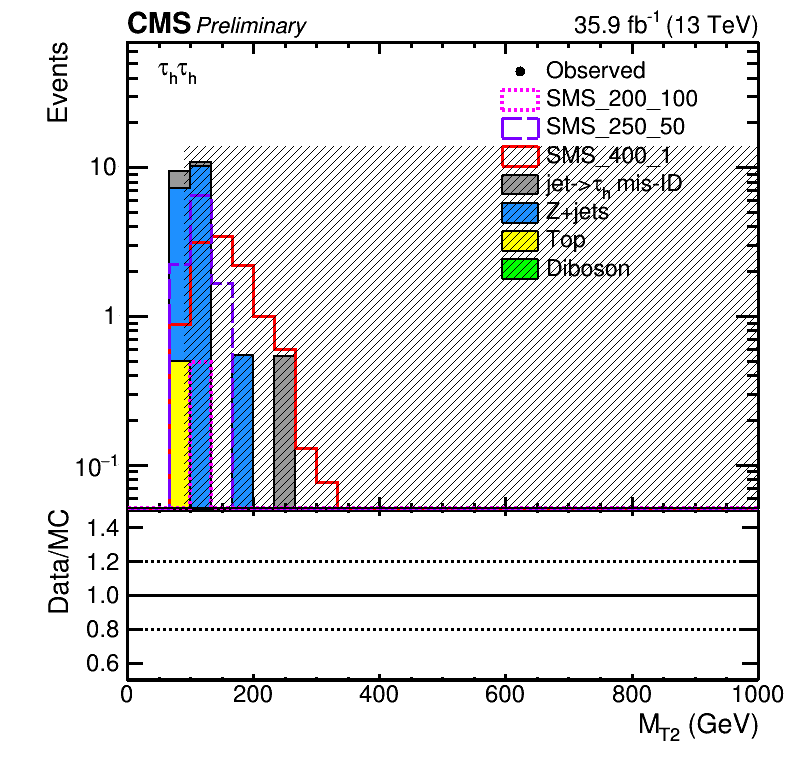 CMS Preliminary 35.9 fb⁻¹ (13 TeV)
Events
τₕτₕ
Observed
SMS_200_100
SMS_250_50
SMS_400_1
jet->τₕ mis-ID
Z+jets
Top
Diboson
10
1
10⁻¹
Data/MC
1.4
1.2
1.0
0.8
0.6
0 200 400 600 800 1000
M_T2 (GeV)